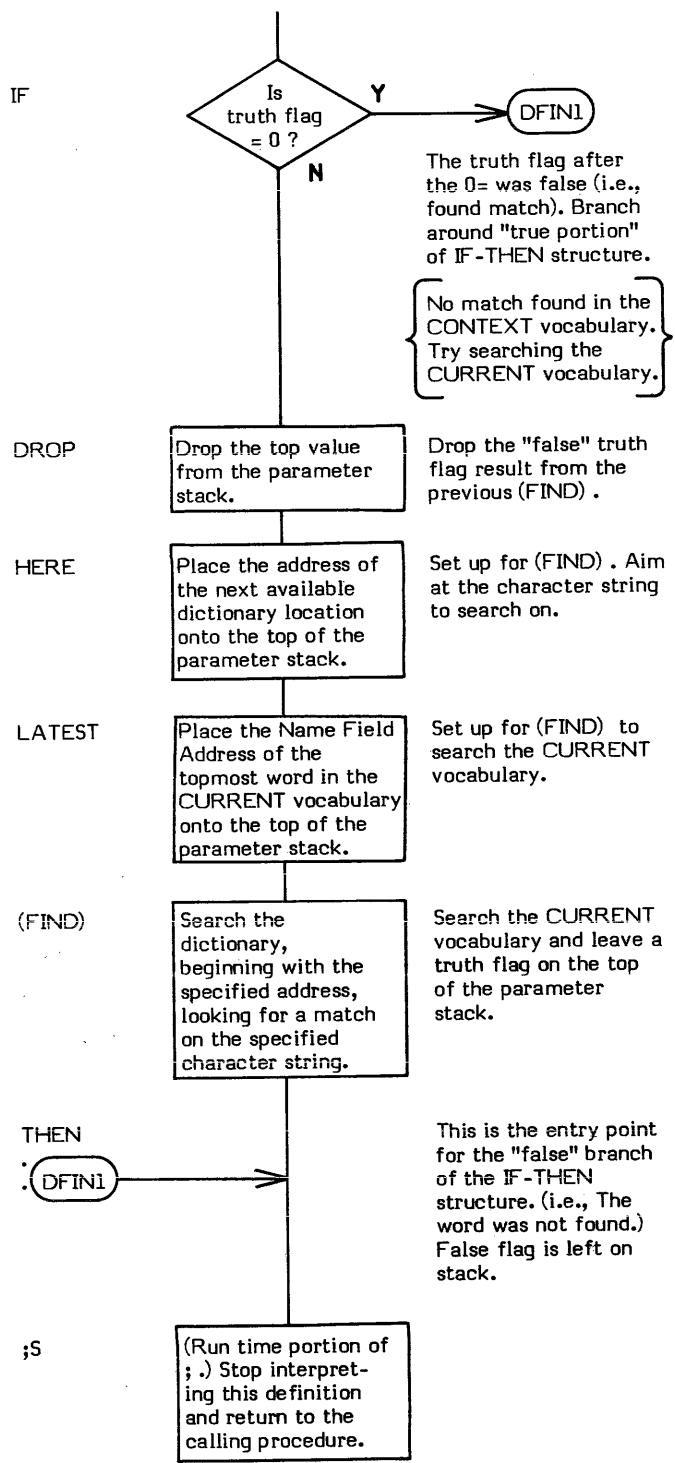 IF
Is
truth flag
= 0 ?
Y
N
DFIN1
The truth flag after
the 0= was false (i.e.,
found match). Branch
around "true portion"
of IF-THEN structure.
No match found in the
CONTEXT vocabulary.
Try searching the
CURRENT vocabulary.
DROP
Drop the top value
from the parameter
stack.
Drop the "false" truth
flag result from the
previous (FIND) .
HERE
Place the address of
the next available
dictionary location
onto the top of the
parameter stack.
Set up for (FIND) . Aim
at the character string
to search on.
LATEST
Place the Name Field
Address of the
topmost word in the
CURRENT vocabulary
onto the top of the
parameter stack.
Set up for (FIND) to
search the CURRENT
vocabulary.
(FIND)
Search the
dictionary,
beginning with the
specified address,
looking for a match
on the specified
character string.
Search the CURRENT
vocabulary and leave a
truth flag on the top
of the parameter
stack.
THEN
: DFIN1
This is the entry point
for the "false" branch
of the IF-THEN
structure. (i.e., The
word was not found.)
False flag is left on
stack.
;S
(Run time portion of
; .) Stop interpret-
ing this definition
and return to the
calling procedure.